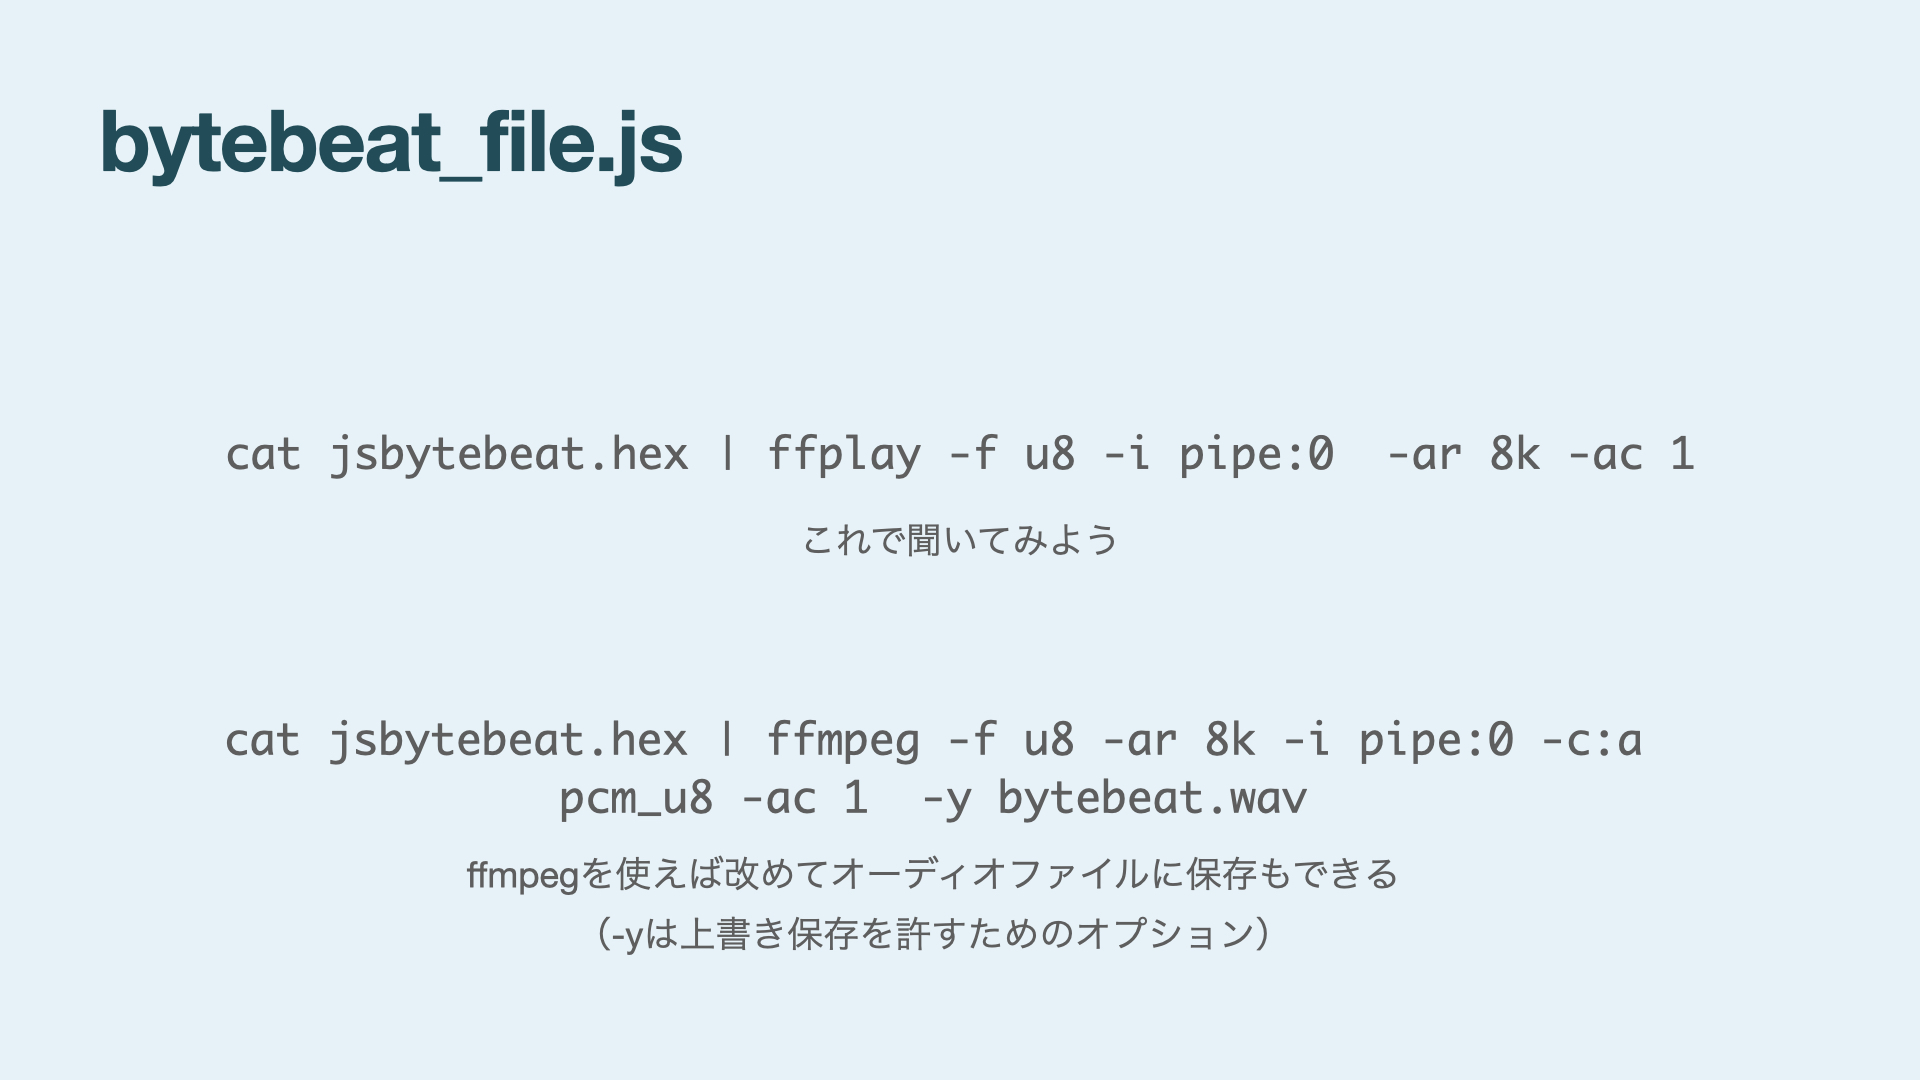 bytebeat_file.js
cat jsbytebeat.hex | ffplay -f u8 -i pipe:0  -ar 8k -ac 1
これで聞いてみよう
cat jsbytebeat.hex | ffmpeg -f u8 -ar 8k -i pipe:0 -c:a
pcm_u8 -ac 1  -y bytebeat.wav
ffmpegを使えば改めてオーディオファイルに保存もできる
（-yは上書き保存を許すためのオプション）